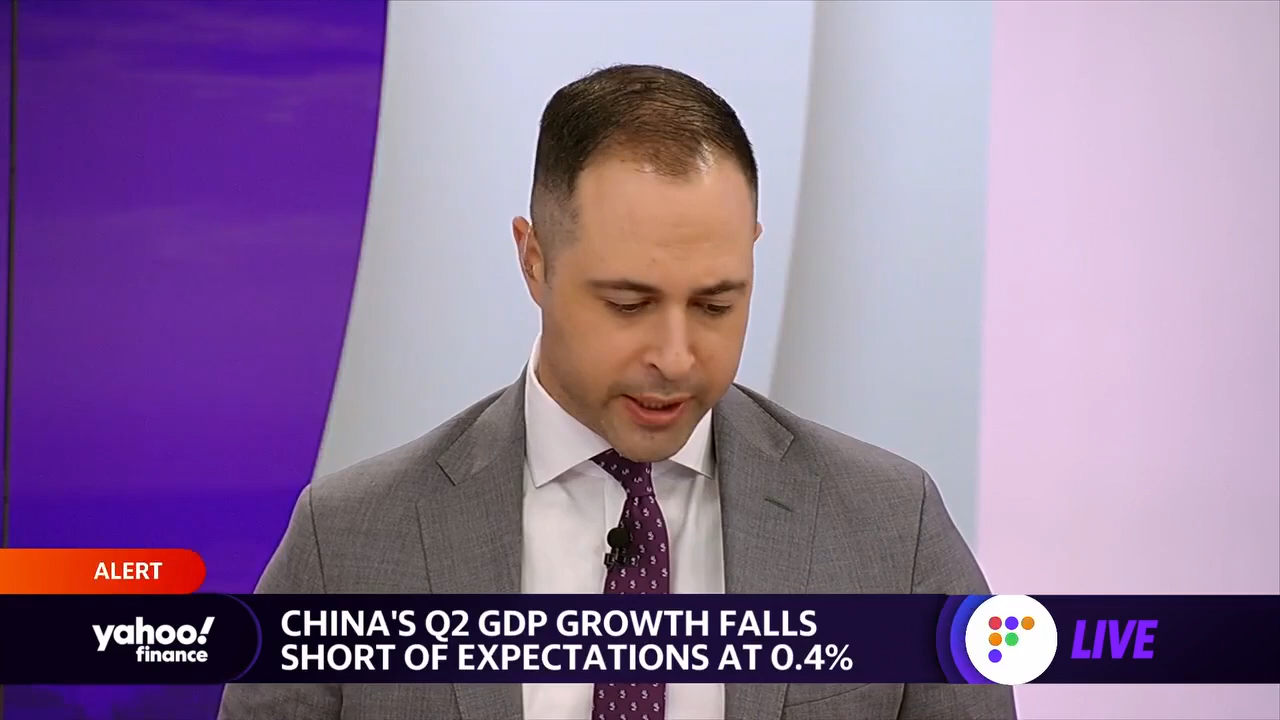 ALERT
yahoo!
finance
CHINA'S Q2 GDP GROWTH FALLS
SHORT OF EXPECTATIONS AT 0.4%
LIVE